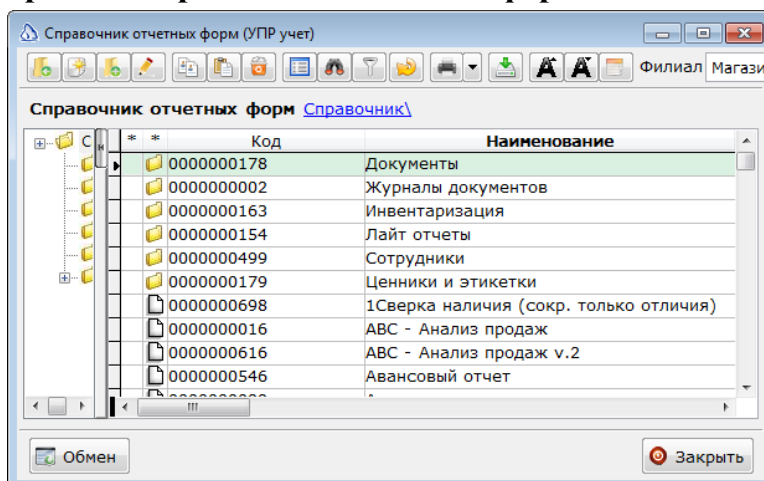 Справочник отчетных форм (УПР учет)
Филиал Магази
Справочник отчетных форм Справочник\
С * * Код Наименование
0000000178 Документы
0000000002 Журналы документов
0000000163 Инвентаризация
0000000154 Лайт отчеты
0000000499 Сотрудники
0000000179 Ценники и этикетки
0000000698 1Сверка наличия (сокр. только отличия)
0000000016 АВС - Анализ продаж
0000000616 АВС - Анализ продаж v.2
0000000546 Авансовый отчет
Обмен Закрыть